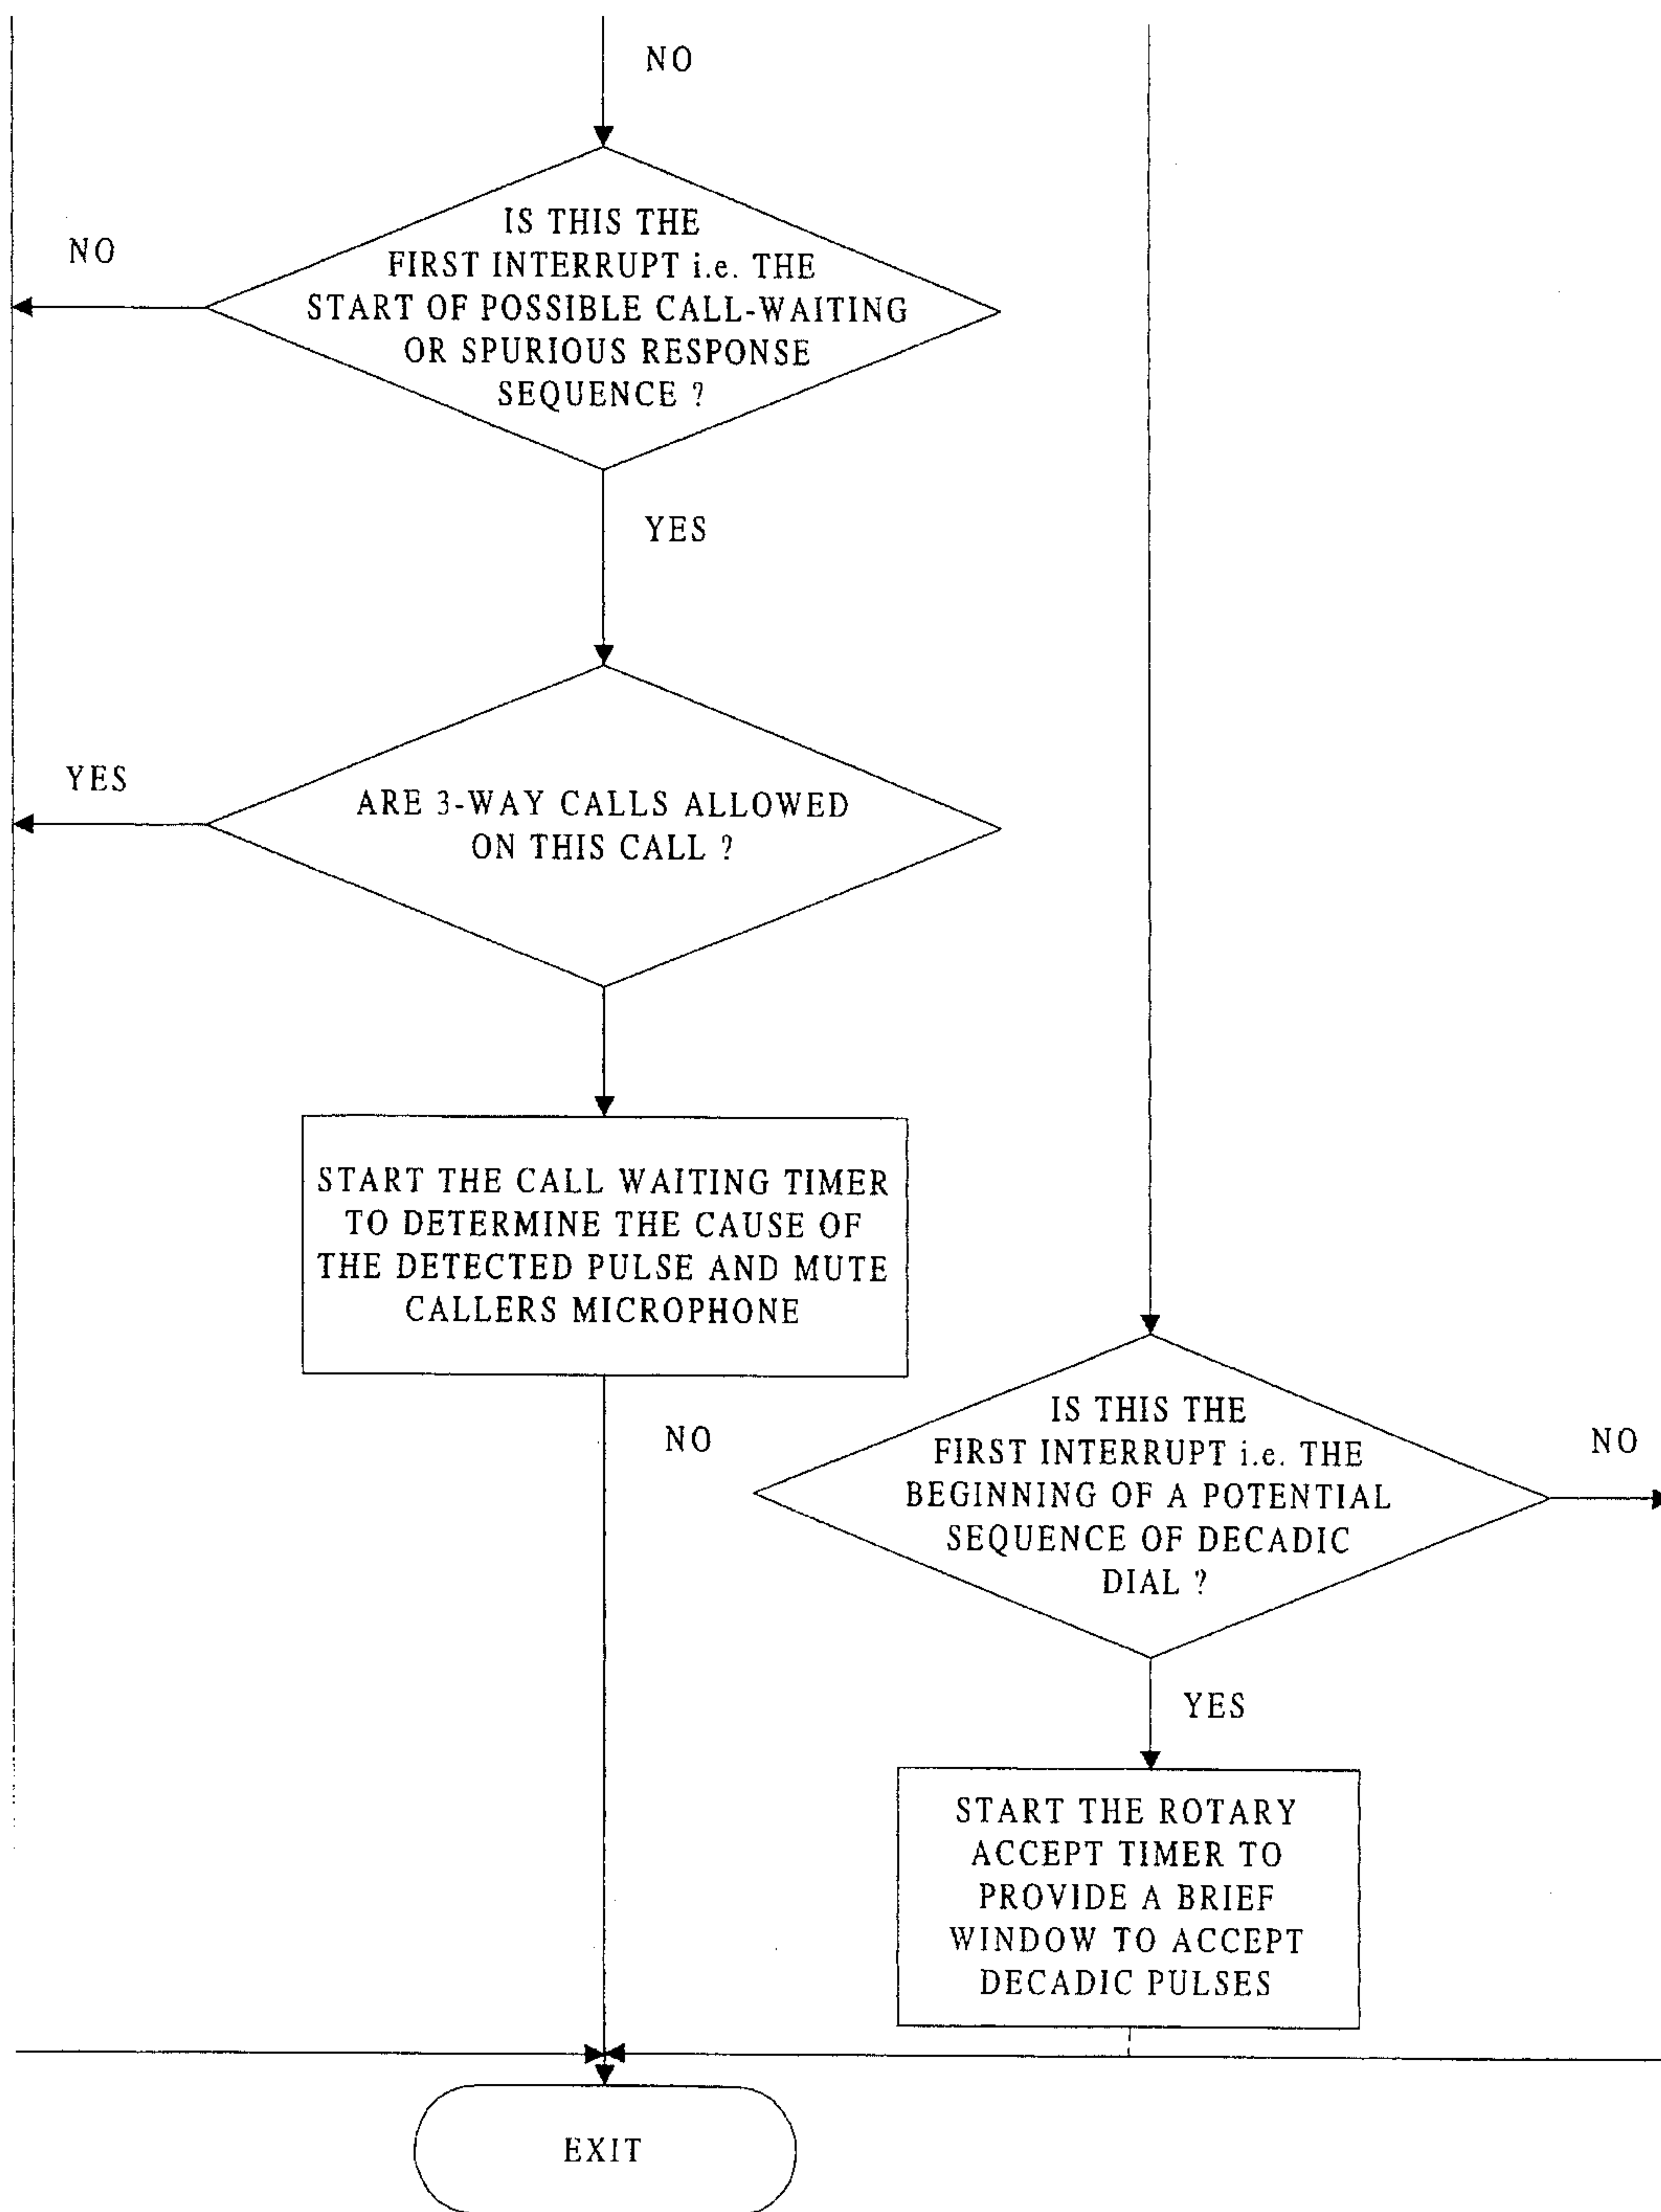 NO
IS THIS THE
FIRST INTERRUPT i.e. THE
START OF POSSIBLE CALL-WAITING
OR SPURIOUS RESPONSE
SEQUENCE ?
NO
YES
ARE 3-WAY CALLS ALLOWED
ON THIS CALL ?
YES
START THE CALL WAITING TIMER
TO DETERMINE THE CAUSE OF
THE DETECTED PULSE AND MUTE
CALLERS MICROPHONE
NO
IS THIS THE
FIRST INTERRUPT i.e. THE
BEGINNING OF A POTENTIAL
SEQUENCE OF DECADIC
DIAL ?
NO
YES
START THE ROTARY
ACCEPT TIMER TO
PROVIDE A BRIEF
WINDOW TO ACCEPT
DECADIC PULSES
EXIT